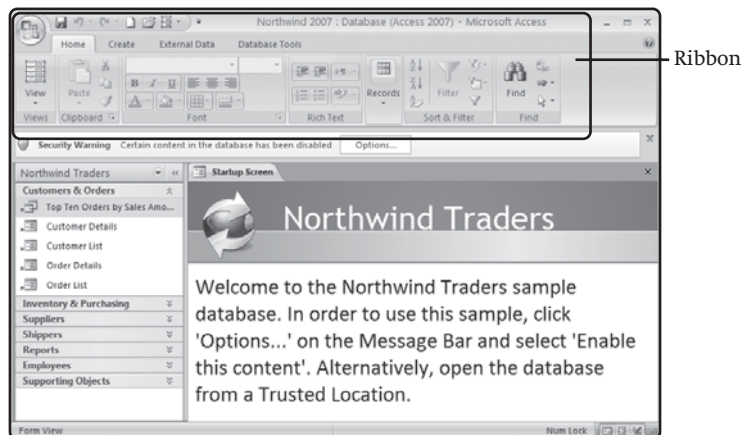 Northwind 2007 : Database (Access 2007) - Microsoft Access
Home Create External Data Database Tools
Ribbon
View Paste B I U A Records Filter Find
Views Clipboard Font Rich Text Sort & Filter Find
Security Warning Certain content in the database has been disabled Options...
Northwind Traders
Startup Screen
Customers & Orders
Top Ten Orders by Sales Amo...
Customer Details
Customer List
Order Details
Order List
Inventory & Purchasing
Suppliers
Shippers
Reports
Employees
Supporting Objects
Northwind Traders
Welcome to the Northwind Traders sample
database. In order to use this sample, click
'Options...' on the Message Bar and select 'Enable
this content'. Alternatively, open the database
from a Trusted Location.
Form View Num Lock